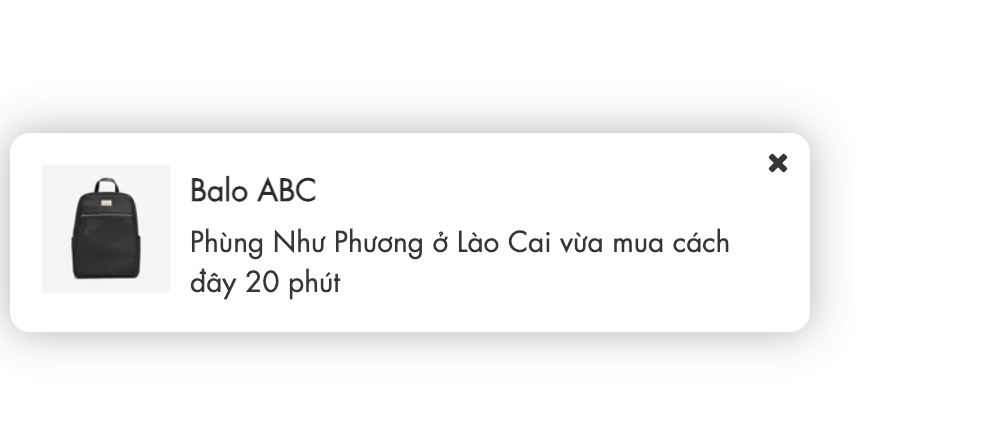 Balo ABC
Phùng Như Phương ở Lào Cai vừa mua cách
đây 20 phút